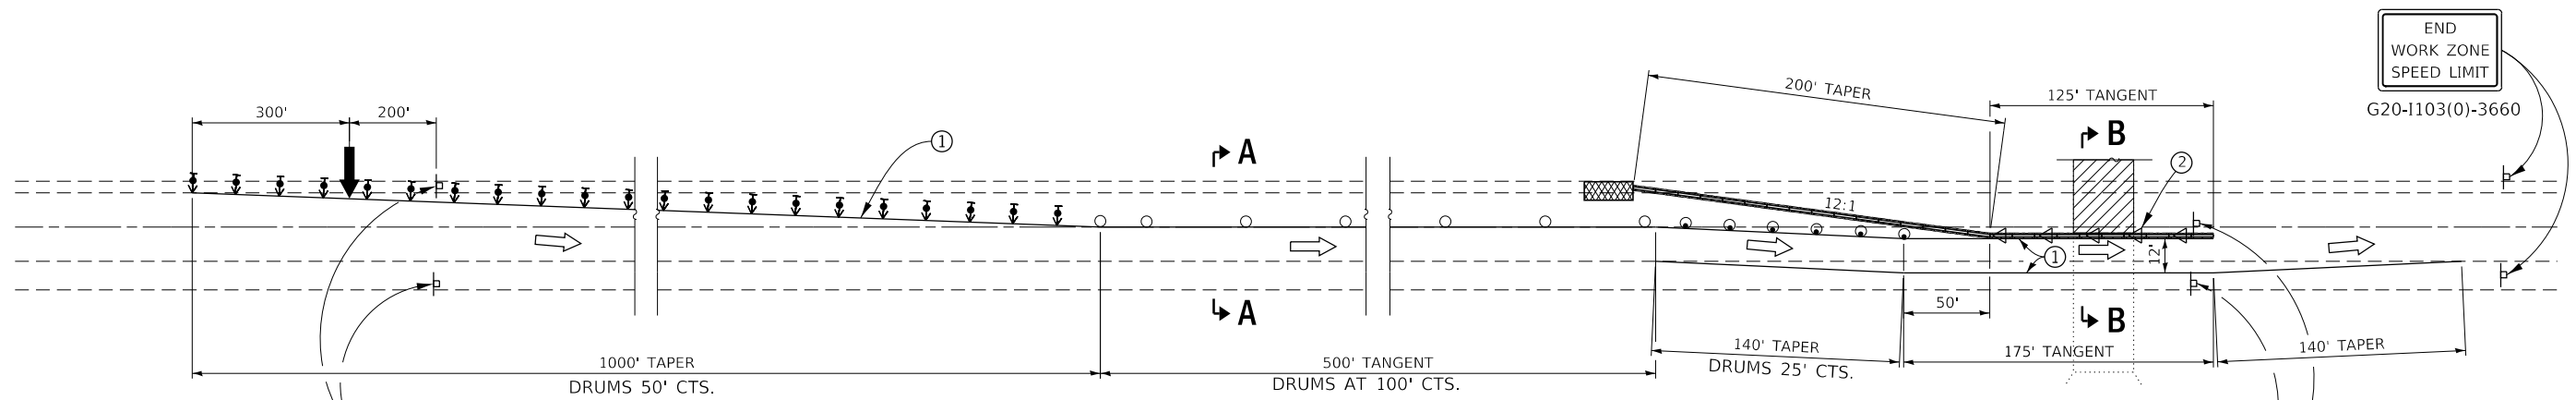 END
WORK ZONE
SPEED LIMIT
G20-I103(0)-3660
300'
200'
1
A
200' TAPER
125' TANGENT
B
2
12:1
1
12'
A
B
50'
1000' TAPER
DRUMS 50' CTS.
500' TANGENT
DRUMS AT 100' CTS.
140' TAPER
DRUMS 25' CTS.
175' TANGENT
140' TAPER